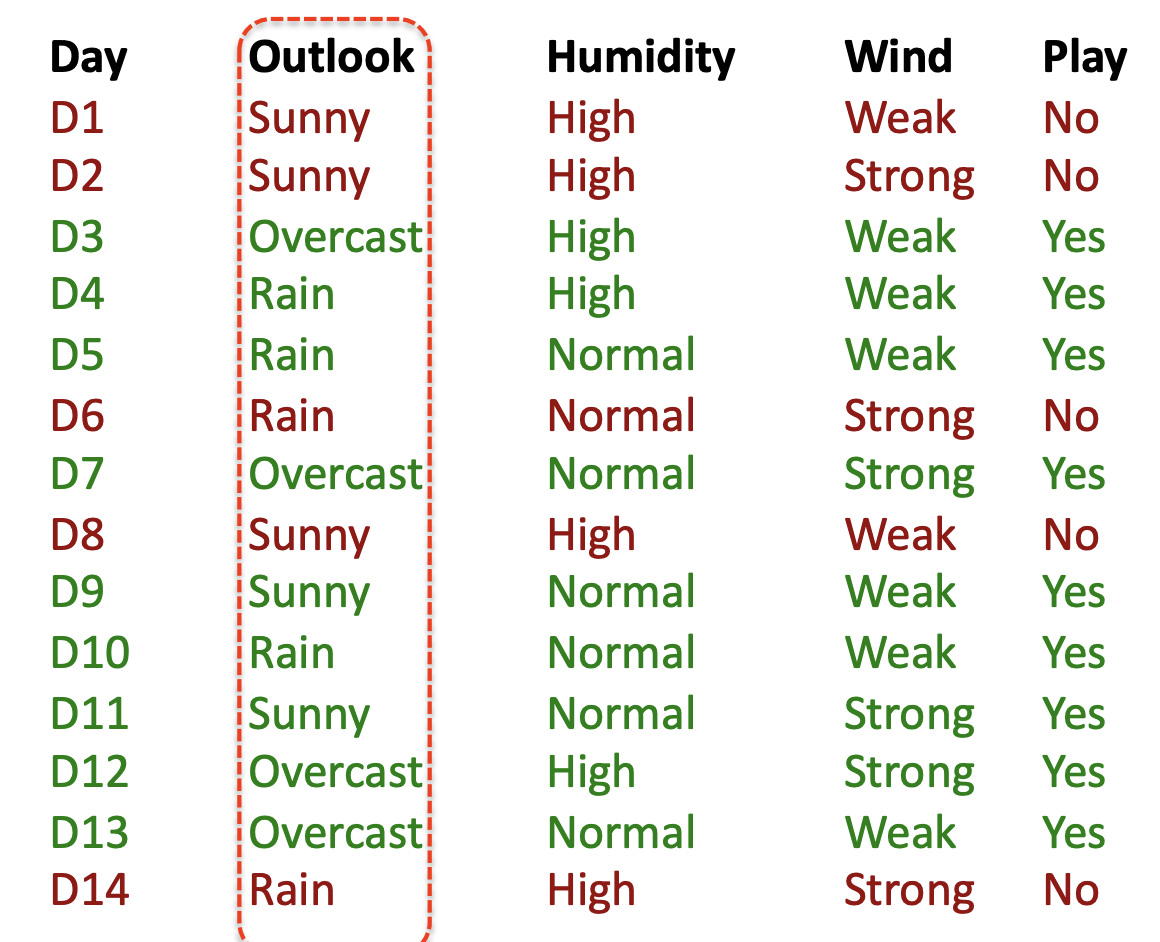 Day Outlook Humidity Wind Play
D1 Sunny High Weak No
D2 Sunny High Strong No
D3 Overcast High Weak Yes
D4 Rain High Weak Yes
D5 Rain Normal Weak Yes
D6 Rain Normal Strong No
D7 Overcast Normal Strong Yes
D8 Sunny High Weak No
D9 Sunny Normal Weak Yes
D10 Rain Normal Weak Yes
D11 Sunny Normal Strong Yes
D12 Overcast High Strong Yes
D13 Overcast Normal Weak Yes
D14 Rain High Strong No